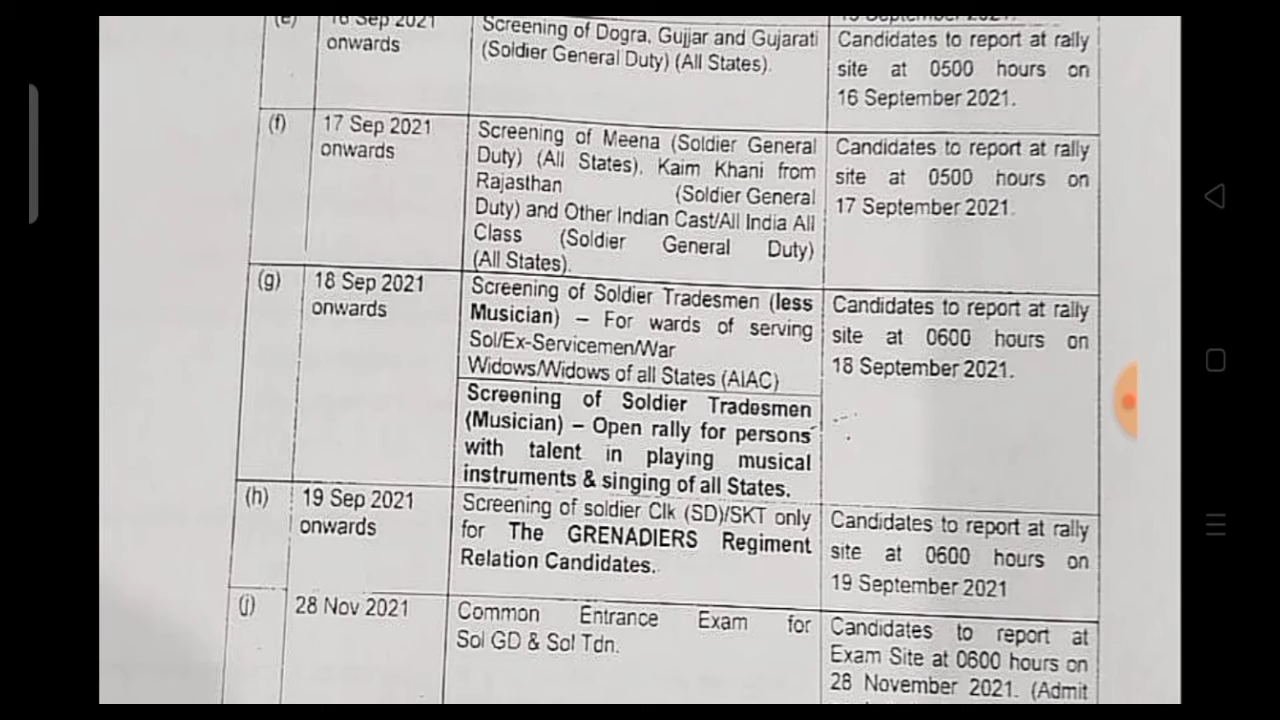 15 September 2021.
(e)
16 Sep 2021
onwards
Screening of Dogra, Gujjar and Gujarati
(Soldier General Duty) (All States).
Candidates to report at rally
site at 0500 hours on
16 September 2021.
(f)
17 Sep 2021
onwards
Screening of Meena (Soldier General
Duty) (All States), Kaim Khani from
Rajasthan (Soldier General
Duty) and Other Indian Cast/All India All
Class (Soldier General Duty)
(All States).
Candidates to report at rally
site at 0500 hours on
17 September 2021.
(g)
18 Sep 2021
onwards
Screening of Soldier Tradesmen (less
Musician) – For wards of serving
Sol/Ex-Servicemen/War
Widows/Widows of all States (AIAC)
Screening of Soldier Tradesmen
(Musician) – Open rally for persons
with talent in playing musical
instruments & singing of all States.
Candidates to report at rally
site at 0600 hours on
18 September 2021.
(h)
19 Sep 2021
onwards
Screening of soldier Clk (SD)/SKT only
for The GRENADIERS Regiment
Relation Candidates.
Candidates to report at rally
site at 0600 hours on
19 September 2021
(j)
28 Nov 2021
Common Entrance Exam for
Sol GD & Sol Tdn.
Candidates to report at
Exam Site at 0600 hours on
28 November 2021. (Admit